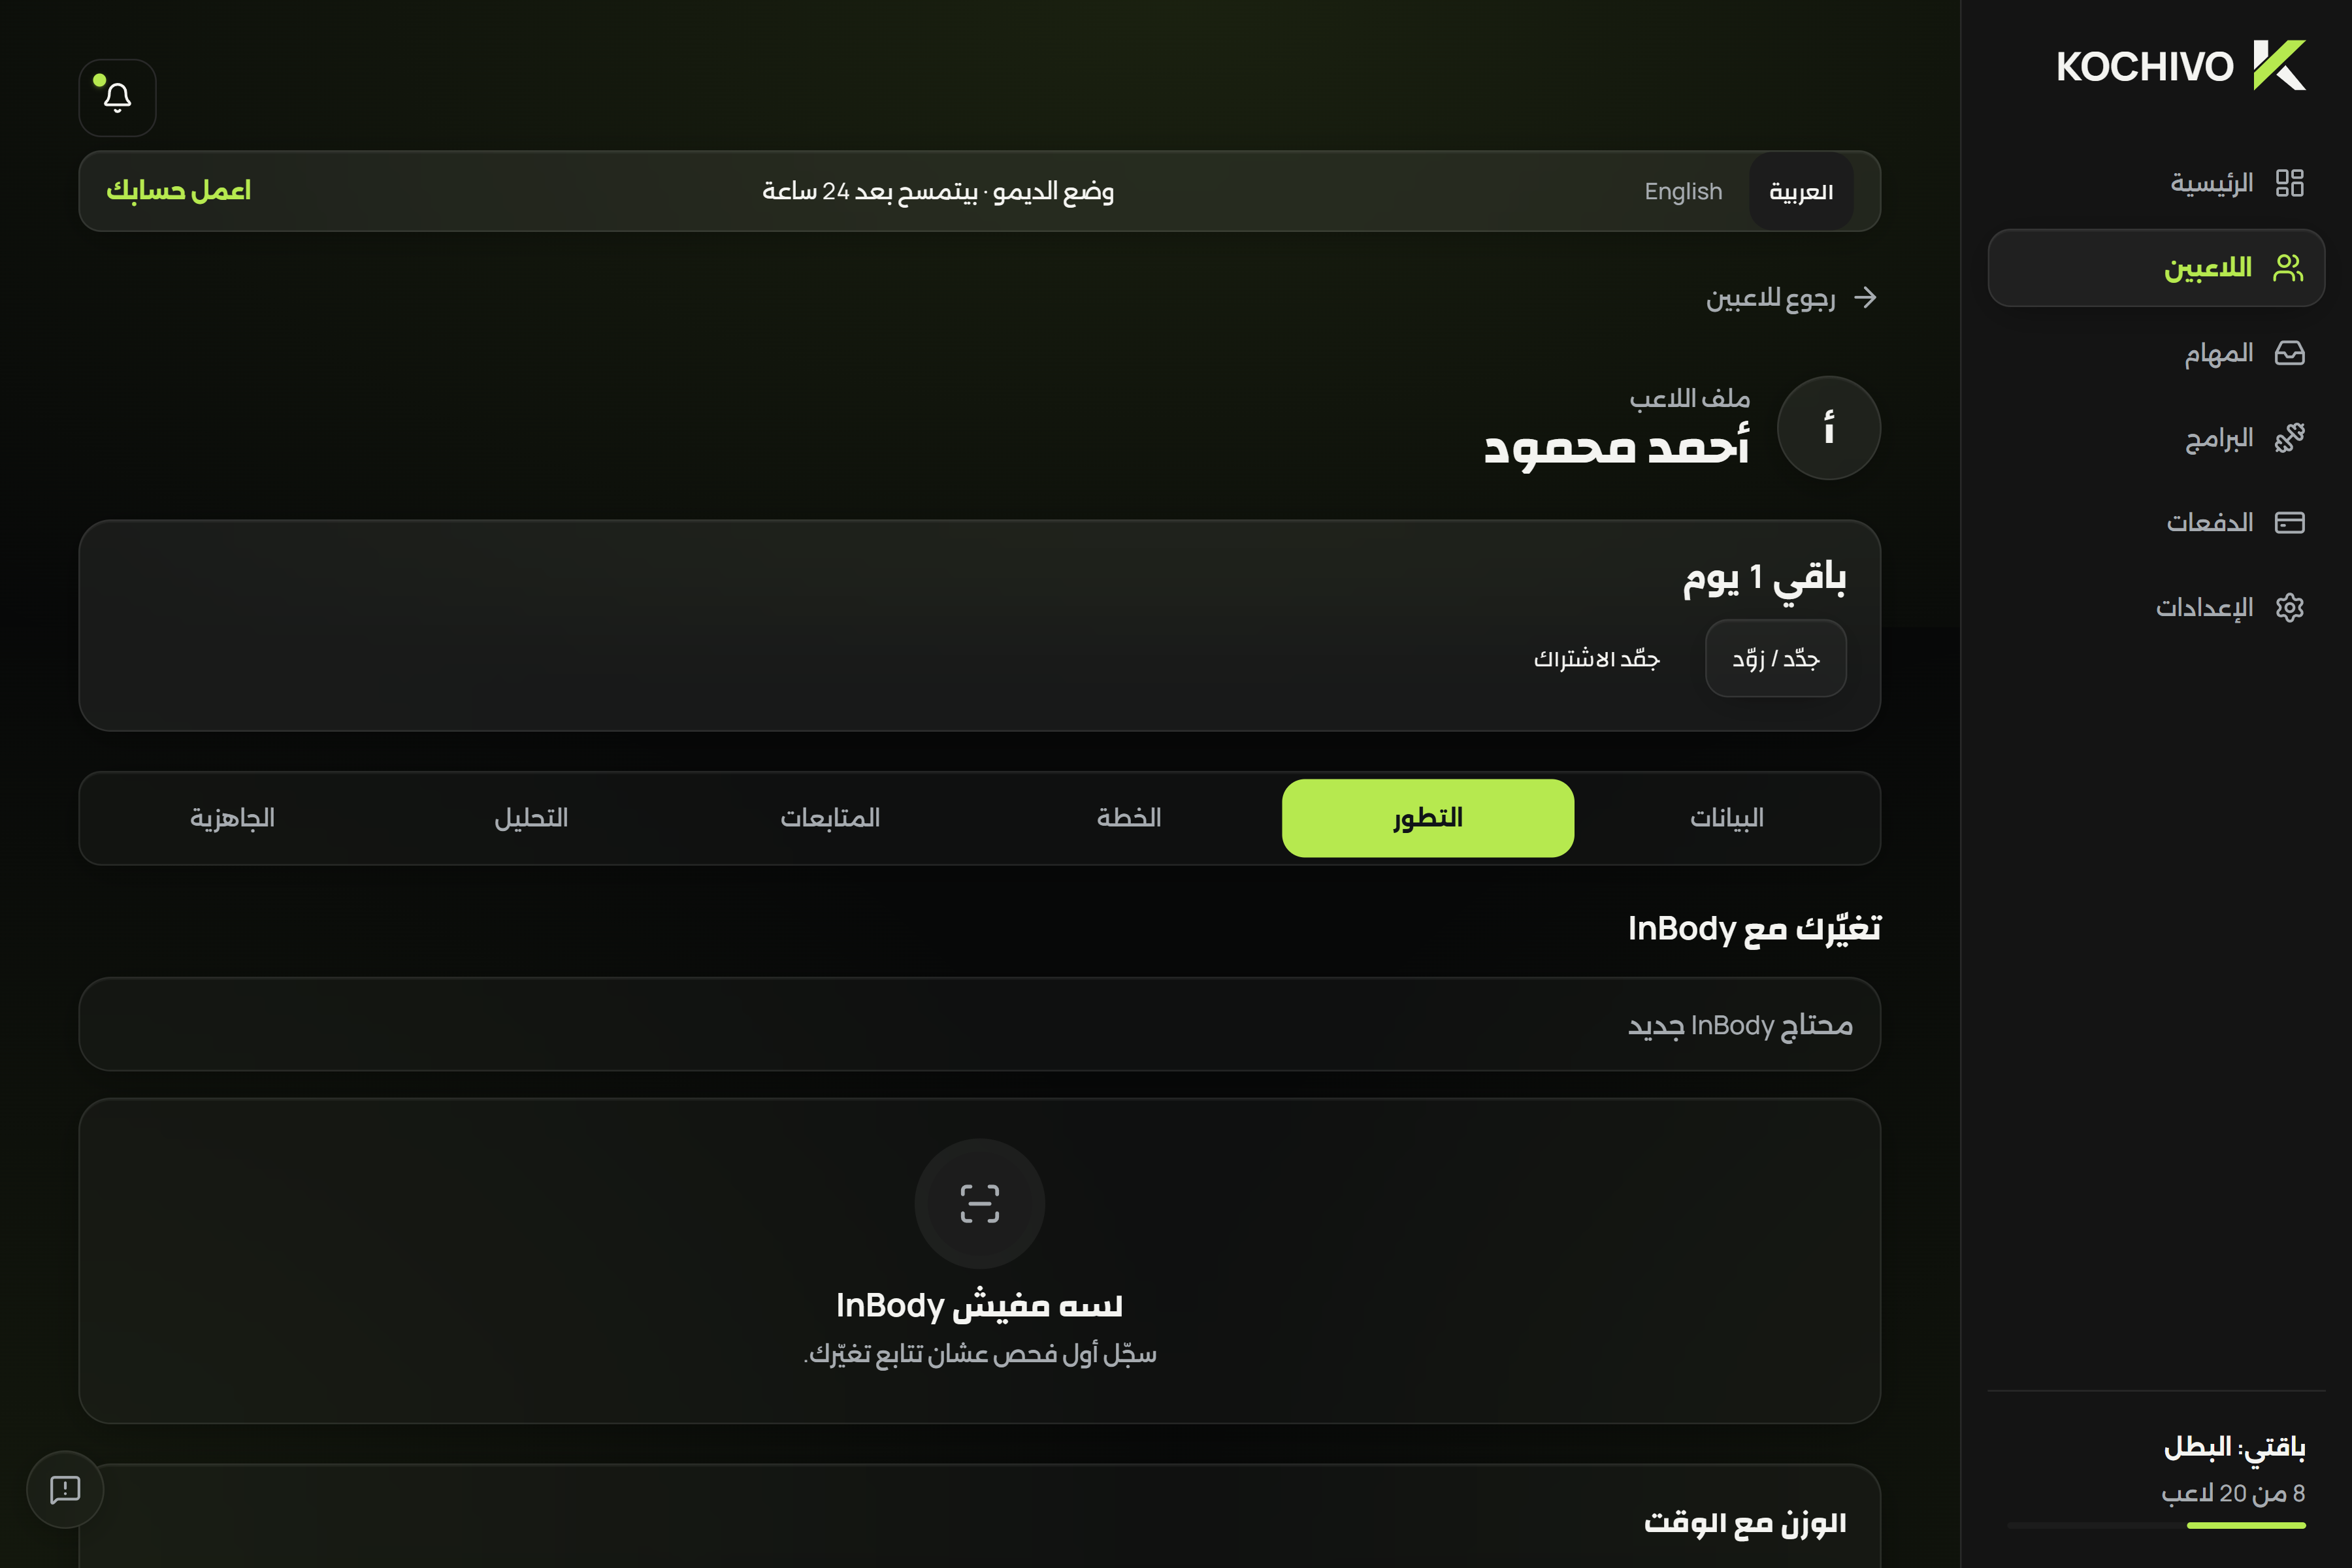 KOCHIVO
الرئيسية
اللاعبين
المهام
البرامج
الدفعات
الإعدادات
باقتي: البطل
8 من 20 لاعب
العربية
English
وضع الديمو · بيتمسح بعد 24 ساعة
اعمل حسابك
رجوع للاعبين
أ
ملف اللاعب
أحمد محمود
باقي 1 يوم
جدّد / زوّد
جمّد الاشتراك
البيانات
التطور
الخطة
المتابعات
التحليل
الجاهزية
تغيّرك مع InBody
محتاج InBody جديد
لسه مفيش InBody
سجّل أول فحص عشان تتابع تغيّرك.
الوزن مع الوقت